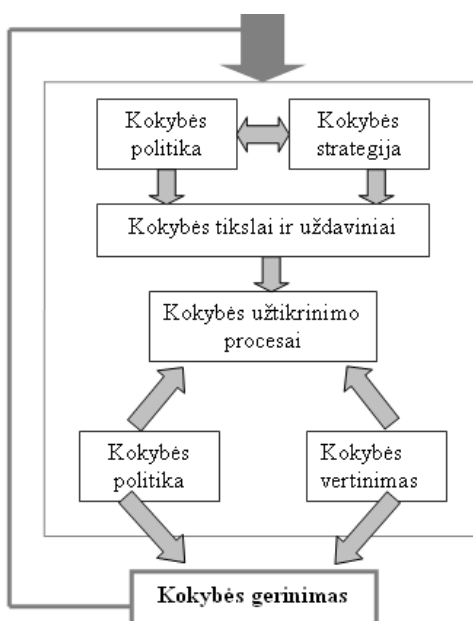 Kokybės
politika
Kokybės
strategija
Kokybės tikslai ir uždaviniai
Kokybės užtikrinimo
procesai
Kokybės
politika
Kokybės
vertinimas
Kokybės gerinimas